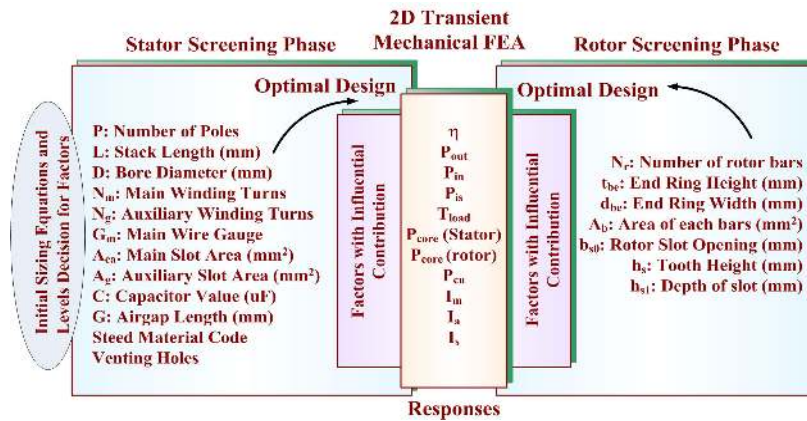 2D Transient
Mechanical FEA
Stator Screening Phase
Rotor Screening Phase
Initial Sizing Equations and
Levels Decision for Factors
Optimal Design
P: Number of Poles
L: Stack Length (mm)
D: Bore Diameter (mm)
Nm: Main Winding Turns
Ng: Auxiliary Winding Turns
Gm: Main Wire Gauge
Aca: Main Slot Area (mm²)
Ag: Auxiliary Slot Area (mm²)
C: Capacitor Value (uF)
G: Airgap Length (mm)
Steed Material Code
Venting Holes
Factors with Influential
Contribution
η
Pout
Pin
Pis
Tload
Pcore (Stator)
Pcore (rotor)
Pcu
Im
Ia
Is
Responses
Factors with Influential
Contribution
Optimal Design
Nr: Number of rotor bars
tbe: End Ring Height (mm)
dbe: End Ring Width (mm)
Ab: Area of each bars (mm²)
bs0: Rotor Slot Opening (mm)
hs: Tooth Height (mm)
hs1: Depth of slot (mm)